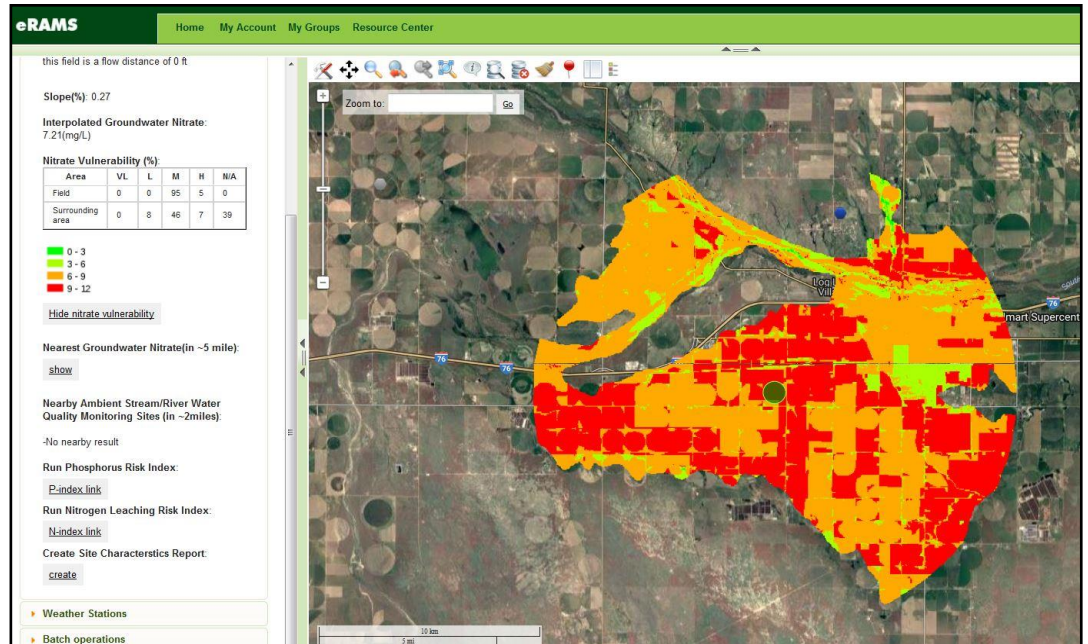 eRAMS
Home My Account My Groups Resource Center
this field is a flow distance of 0 ft
Slope(%): 0.27
Interpolated Groundwater Nitrate:
7.21(mg/L)
Nitrate Vulnerability (%):
Area VL L M H N/A
Field 0 0 95 5 0
Surrounding
area 0 8 46 7 39
0 - 3
3 - 6
6 - 9
9 - 12
Hide nitrate vulnerability
Nearest Groundwater Nitrate(in ~5 mile):
show
Nearby Ambient Stream/River Water
Quality Monitoring Sites (in ~2miles):
-No nearby result
Run Phosphorus Risk Index:
P-index link
Run Nitrogen Leaching Risk Index:
N-index link
Create Site Characterstics Report:
create
Weather Stations
Batch operations
Zoom to: Go
Log L
Vill
South
76
mart Supercent
76
76
10 km
5 mi